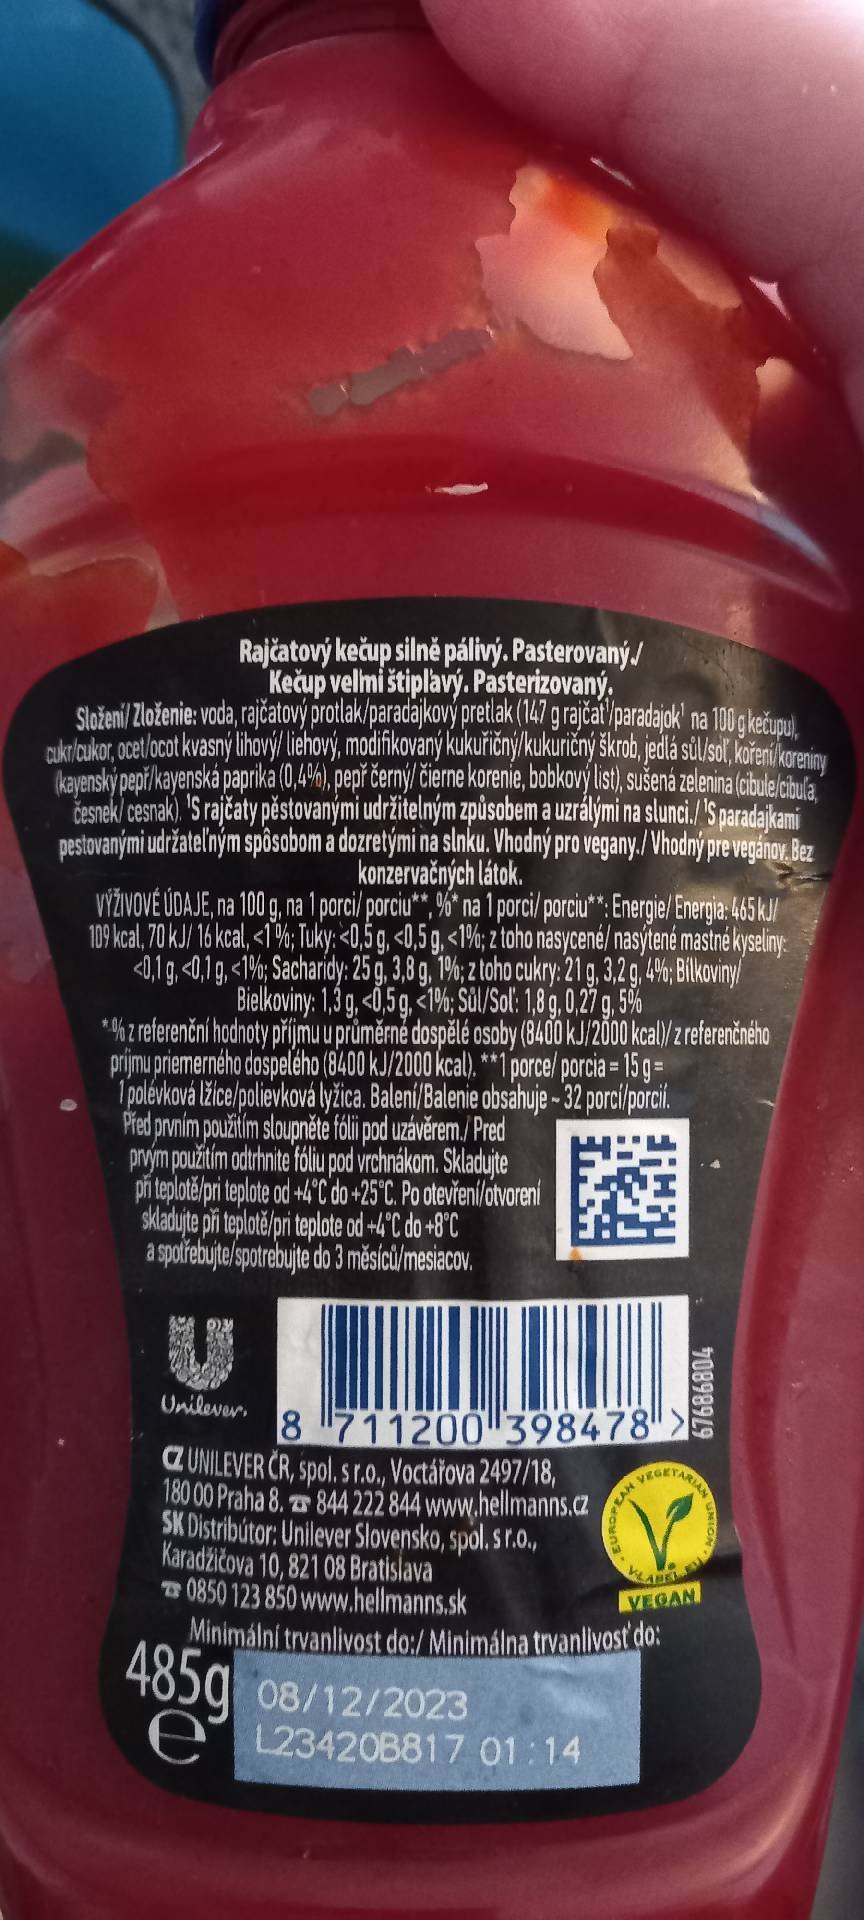 Rajčatový kečup silně pálivý. Pasterovaný./
Kečup veľmi štipľavý. Pasterizovaný.
Složení/Zloženie: voda, rajčatový protlak/paradajkový pretlak (147 g rajčat¹/paradajok¹ na 100 g kečupu),
cukr/cukor, ocet/ocot kvasný lihový/ liehový, modifikovaný kukuřičný/kukuričný škrob, jedlá sůl/soľ, koření/koreniny
(kayenský pepř/kayenská paprika (0,4%), pepř černý/ čierne korenie, bobkový list), sušená zelenina (cibule/cibuľa,
česnek/ cesnak). ¹S rajčaty pěstovanými udržitelným způsobem a uzrálými na slunci./ ¹S paradajkami
pestovanými udržateľným spôsobom a dozretými na slnku. Vhodný pro vegany./ Vhodný pre vegánov. Bez
konzervačných látok.
VÝŽIVOVÉ ÚDAJE, na 100 g, na 1 porci/ porciu**, %* na 1 porci/ porciu**: Energie/ Energia: 465 kJ/
109 kcal, 70 kJ/ 16 kcal, <1%; Tuky: <0,5 g, <0,5 g, <1%; z toho nasycené/ nasýtené mastné kyseliny:
<0,1 g, <0,1 g, <1%; Sacharidy: 25 g, 3,8 g, 1%; z toho cukry: 21 g, 3,2 g, 4%; Bílkoviny/
Bielkoviny: 1,3 g, <0,5 g, <1%; Sůl/Soľ: 1,8 g, 0,27 g, 5%
*% z referenční hodnoty příjmu u průměrné dospělé osoby (8400 kJ/2000 kcal)/ z referenčného
príjmu priemerného dospelého (8400 kJ/2000 kcal). **1 porce/ porcia = 15 g =
1 polévková lžíce/polievková lyžica. Balení/Balenie obsahuje ~ 32 porcí/porcií.
Před prvním použitím sloupněte fólii pod uzávěrem./ Pred
prvým použitím odtrhnite fóliu pod vrchnákom. Skladujte
při teplotě/pri teplote od +4°C do +25°C. Po otevření/otvorení
skladujte při teplotě/pri teplote od +4°C do +8°C
a spotřebujte/spotrebujte do 3 měsíců/mesiacov.
Unilever
8 711200 398478 >
67686804
CZ UNILEVER ČR, spol. s r.o., Voctářova 2497/18,
180 00 Praha 8. ☎ 844 222 844 www.hellmanns.cz
SK Distribútor: Unilever Slovensko, spol. s r.o.,
Karadžičova 10, 821 08 Bratislava
☎ 0850 123 850 www.hellmanns.sk
EUROPEAN VEGETARIAN UNION
VLABEL.EU
VEGAN
Minimální trvanlivost do:/ Minimálna trvanlivosť do:
485g
e
08/12/2023
L23420B817 01:14